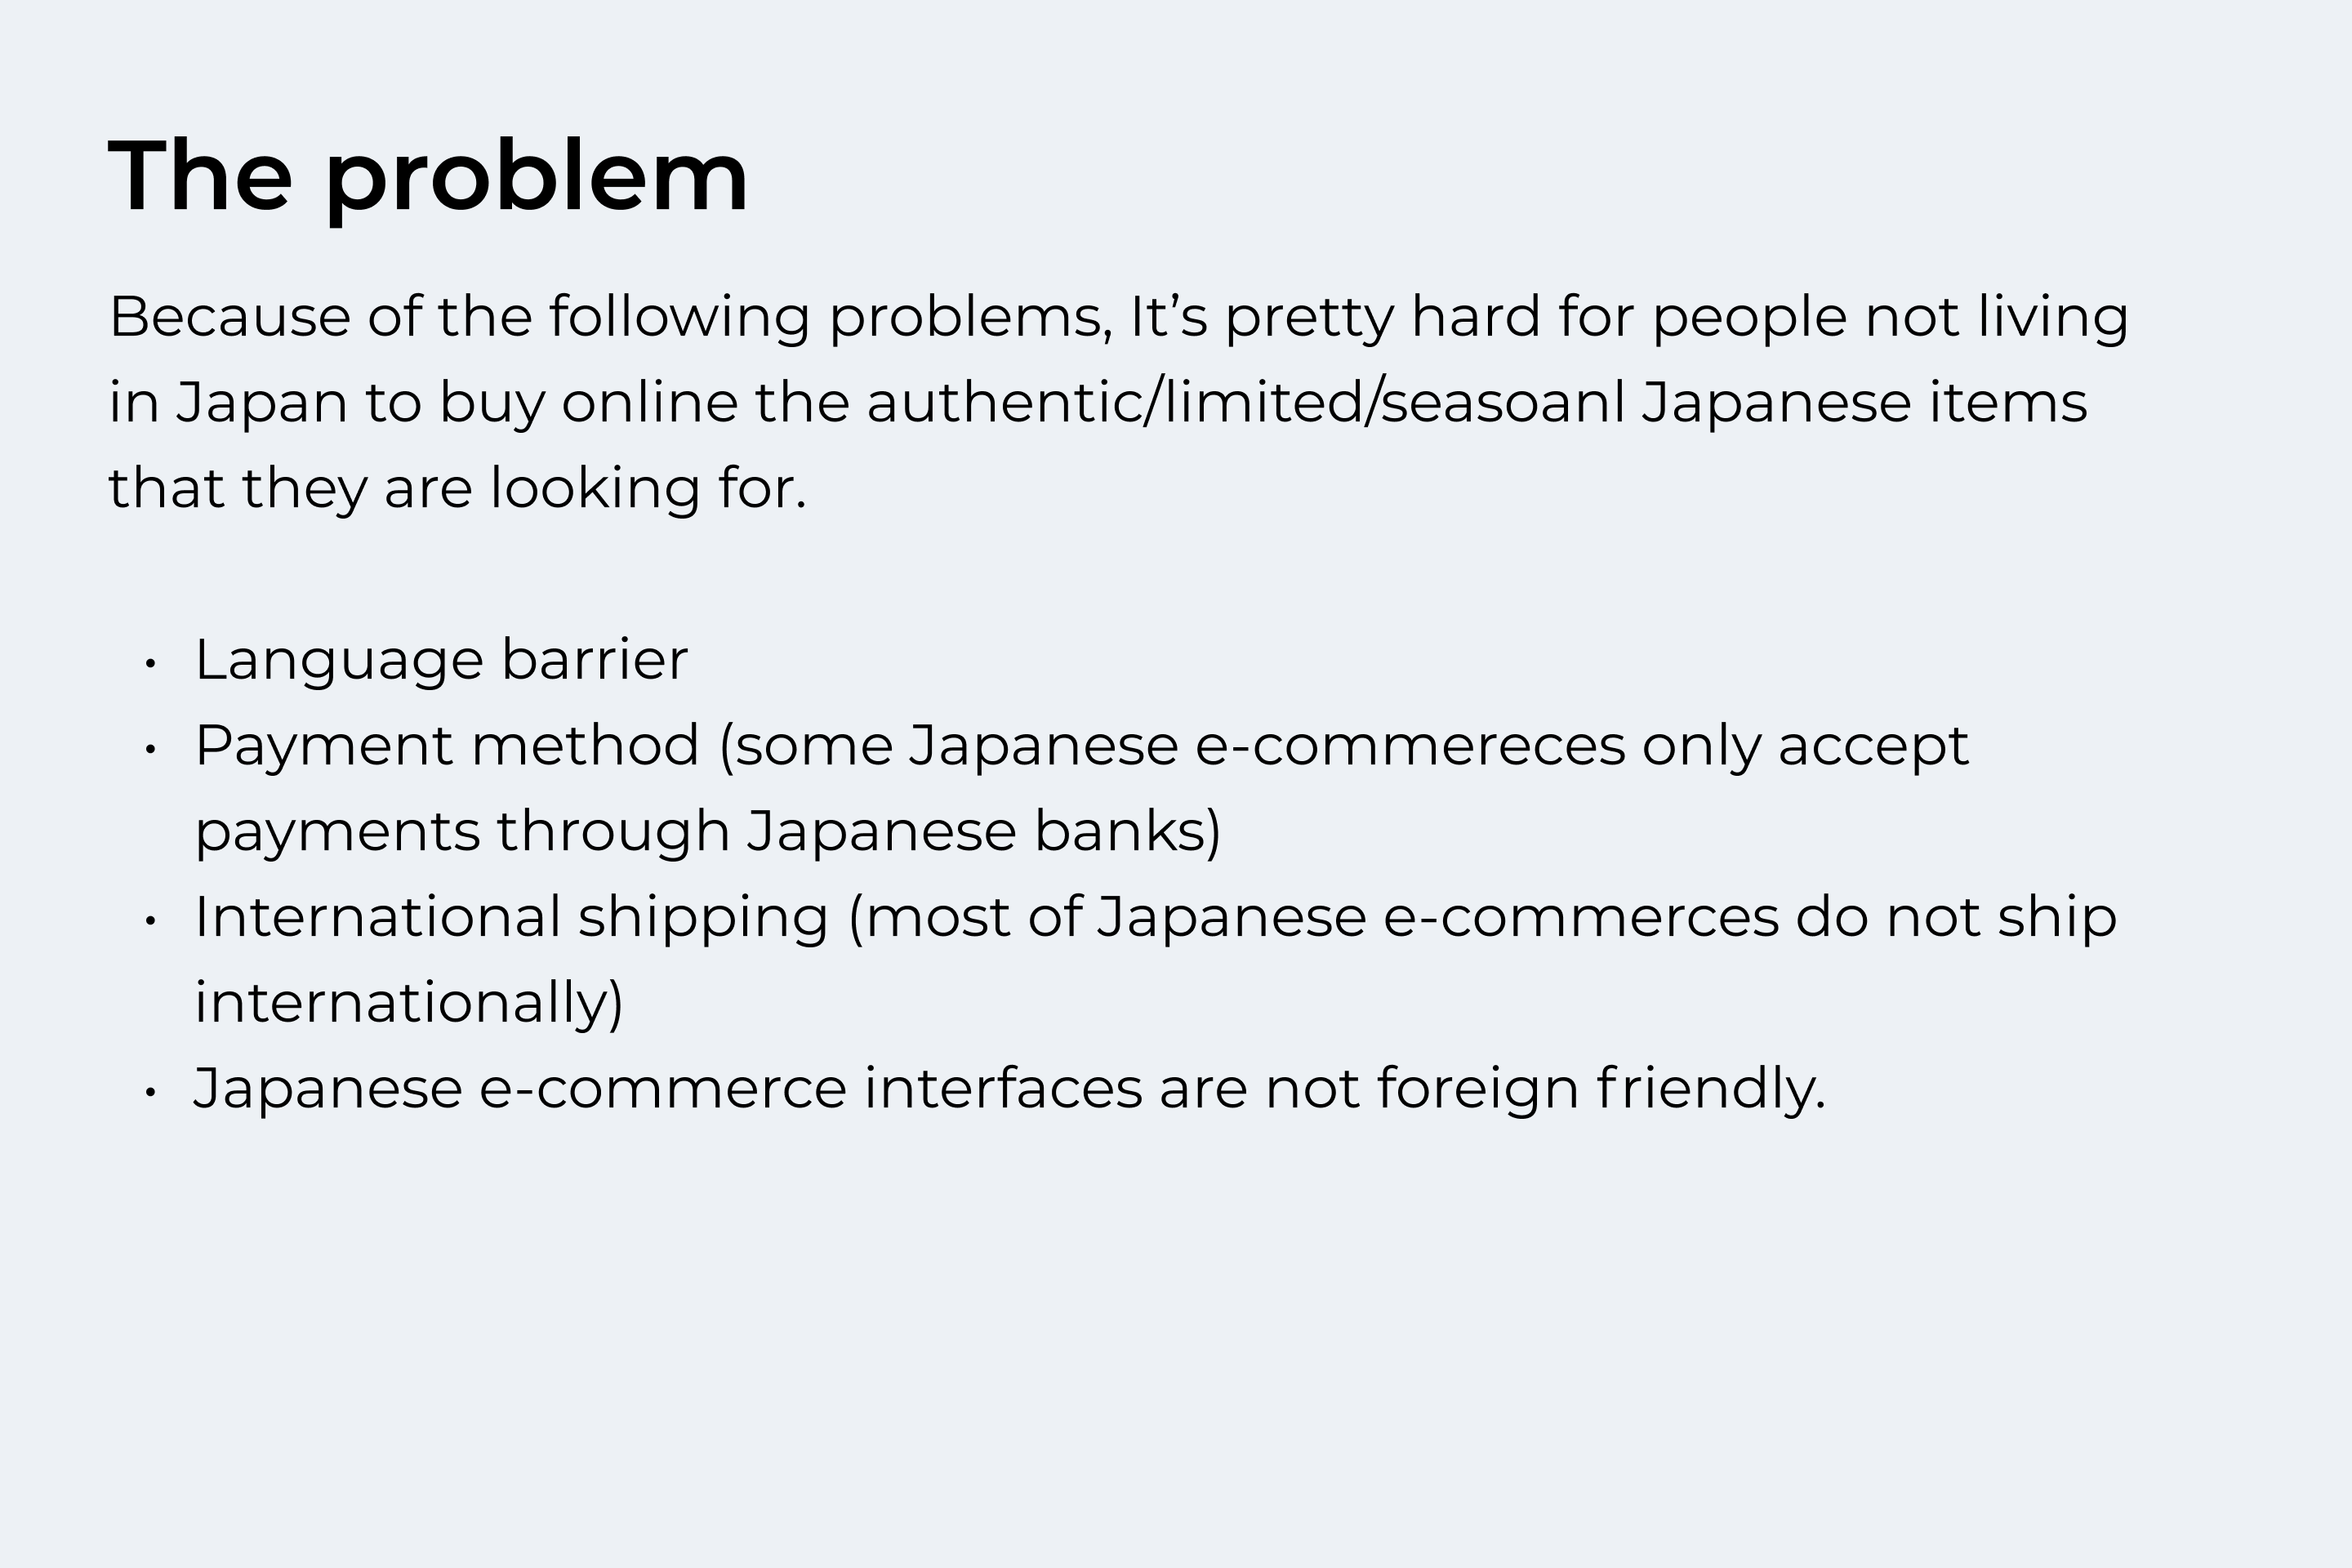 The problem
Because of the following problems, It’s pretty hard for people not living
in Japan to buy online the authentic/limited/seasoanl Japanese items
that they are looking for.
• Language barrier
• Payment method (some Japanese e-commereces only accept
payments through Japanese banks)
• International shipping (most of Japanese e-commerces do not ship
internationally)
• Japanese e-commerce interfaces are not foreign friendly.